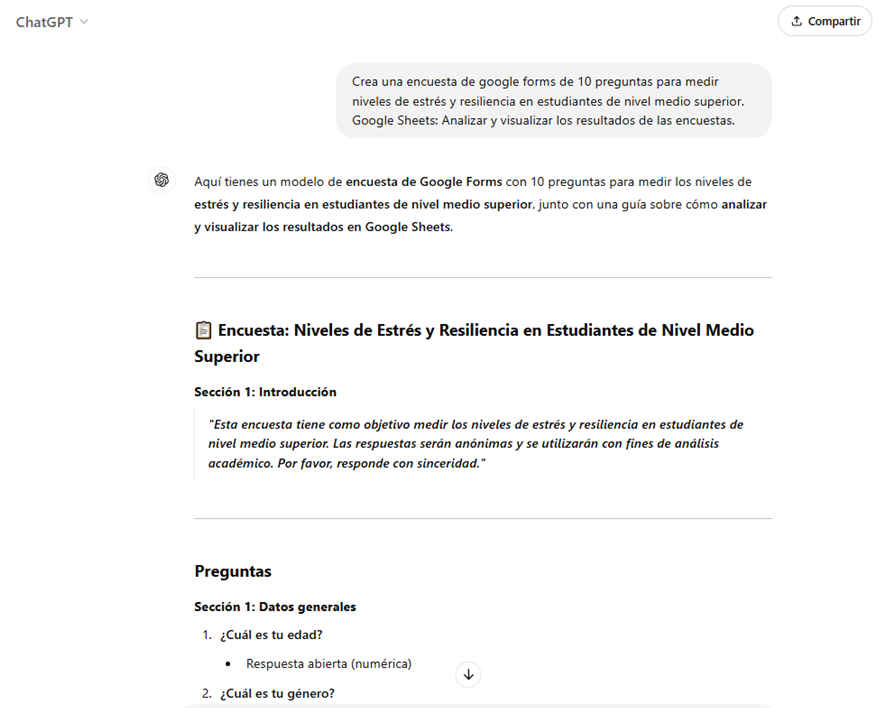 ChatGPT
Compartir
Crea una encuesta de google forms de 10 preguntas para medir
niveles de estrés y resiliencia en estudiantes de nivel medio superior.
Google Sheets: Analizar y visualizar los resultados de las encuestas.
Aquí tienes un modelo de encuesta de Google Forms con 10 preguntas para medir los niveles de
estrés y resiliencia en estudiantes de nivel medio superior, junto con una guía sobre cómo analizar
y visualizar los resultados en Google Sheets.
📋 Encuesta: Niveles de Estrés y Resiliencia en Estudiantes de Nivel Medio
Superior
Sección 1: Introducción
"Esta encuesta tiene como objetivo medir los niveles de estrés y resiliencia en estudiantes de
nivel medio superior. Las respuestas serán anónimas y se utilizarán con fines de análisis
académico. Por favor, responde con sinceridad."
Preguntas
Sección 1: Datos generales
1. ¿Cuál es tu edad?
• Respuesta abierta (numérica)
2. ¿Cuál es tu género?